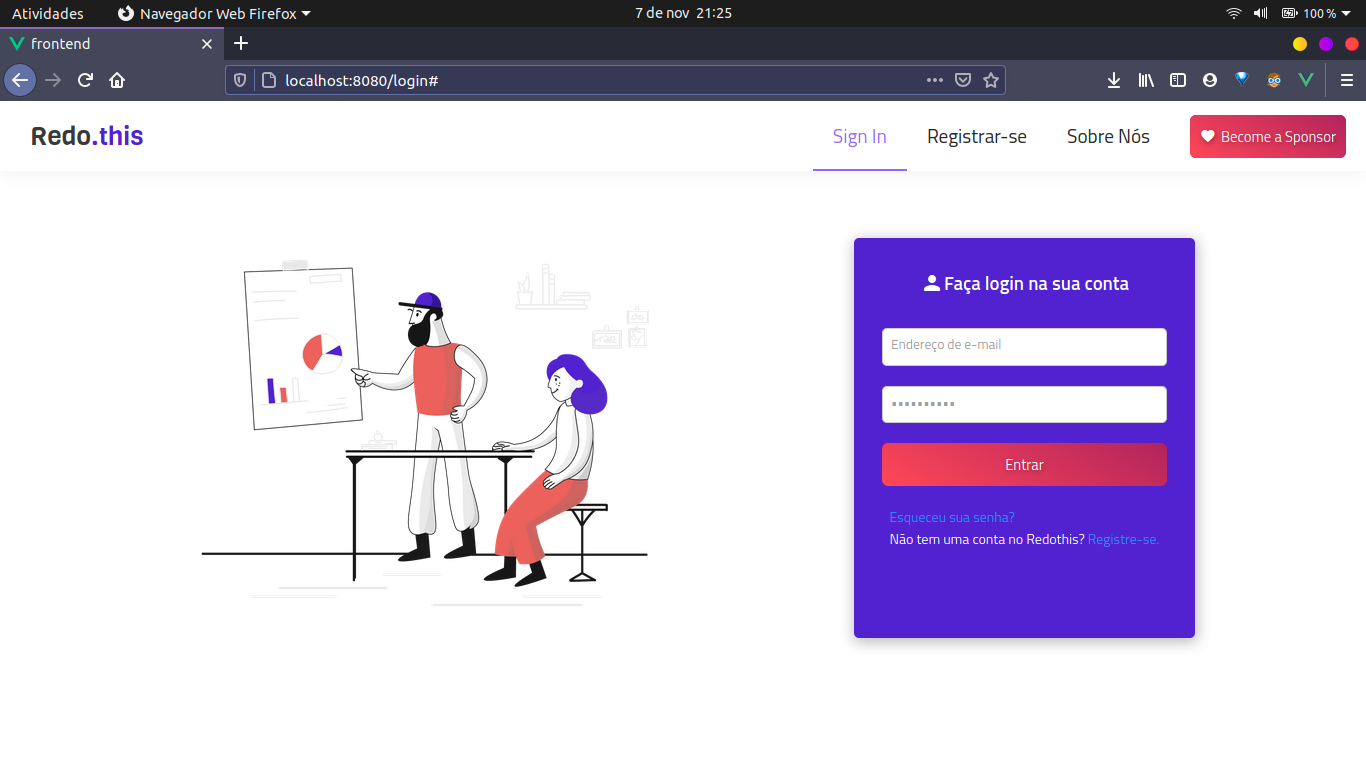 Atividades Navegador Web Firefox 7 de nov 21:25 100 %
frontend
localhost:8080/login#
Redo.this Sign In Registrar-se Sobre Nós Become a Sponsor
Faça login na sua conta
Endereço de e-mail
Entrar
Esqueceu sua senha?
Não tem uma conta no Redothis? Registre-se.